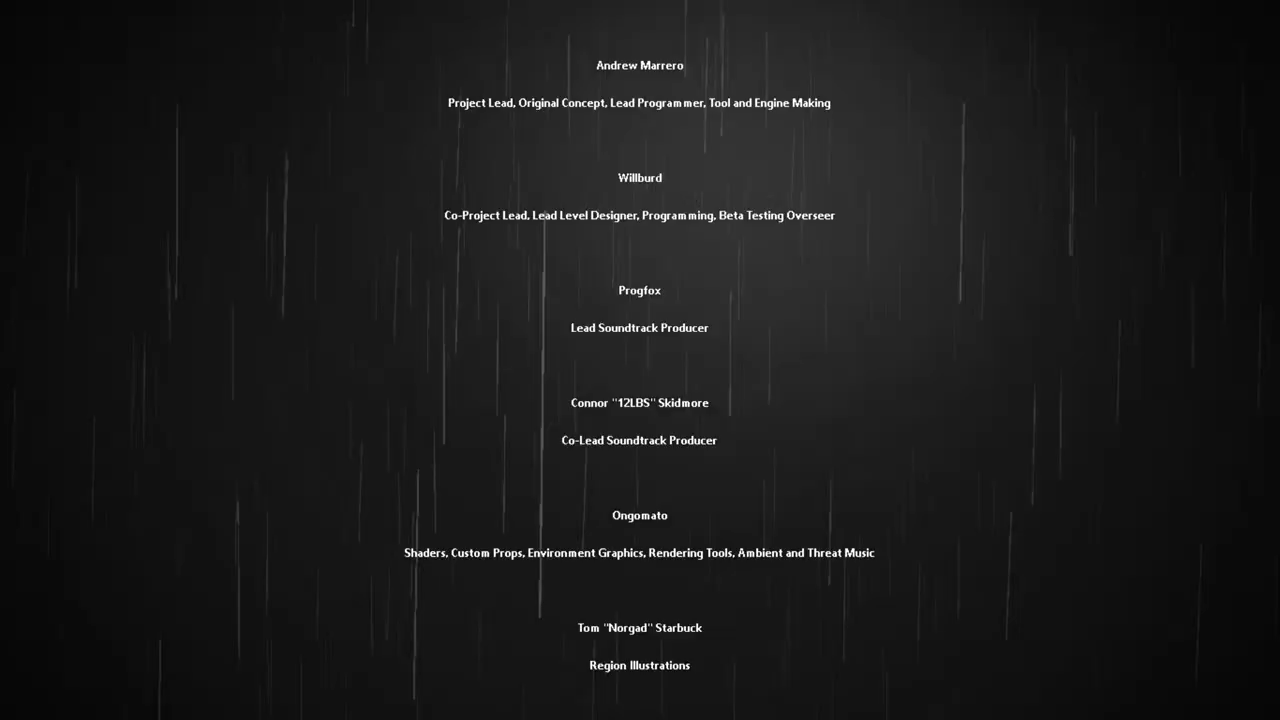 Andrew Marrero
Project Lead, Original Concept, Lead Programmer, Tool and Engine Making
Willburd
Co-Project Lead, Lead Level Designer, Programming, Beta Testing Overseer
Progfox
Lead Soundtrack Producer
Connor "12LBS" Skidmore
Co-Lead Soundtrack Producer
Ongomato
Shaders, Custom Props, Environment Graphics, Rendering Tools, Ambient and Threat Music
Tom "Norgad" Starbuck
Region Illustrations